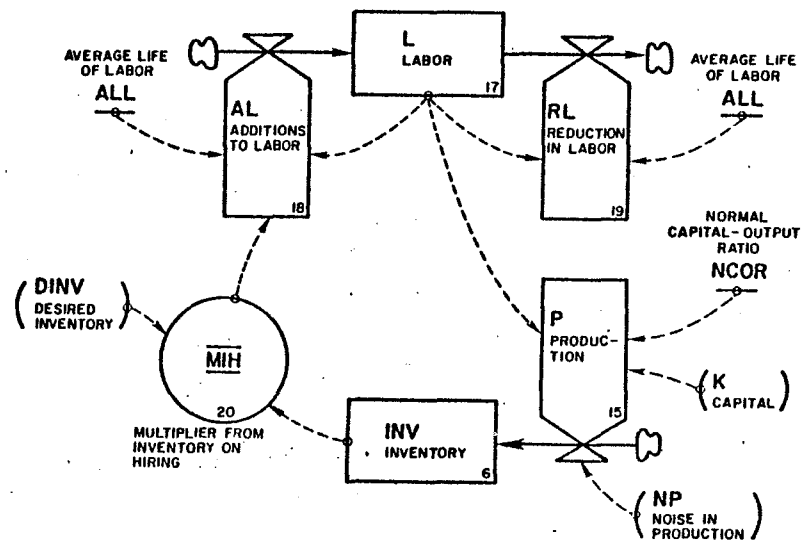 AVERAGE LIFE
OF LABOR
ALL
AL
ADDITIONS
TO LABOR
18
L
LABOR
17
RL
REDUCTION
IN LABOR
19
AVERAGE LIFE
OF LABOR
ALL
NORMAL
CAPITAL-OUTPUT
RATIO
NCOR
(DINV
DESIRED
INVENTORY)
MIH
20
MULTIPLIER FROM
INVENTORY ON
HIRING
INV
INVENTORY
6
P
PRODUC-
TION
15
(K
CAPITAL)
(NP
NOISE IN
PRODUCTION)